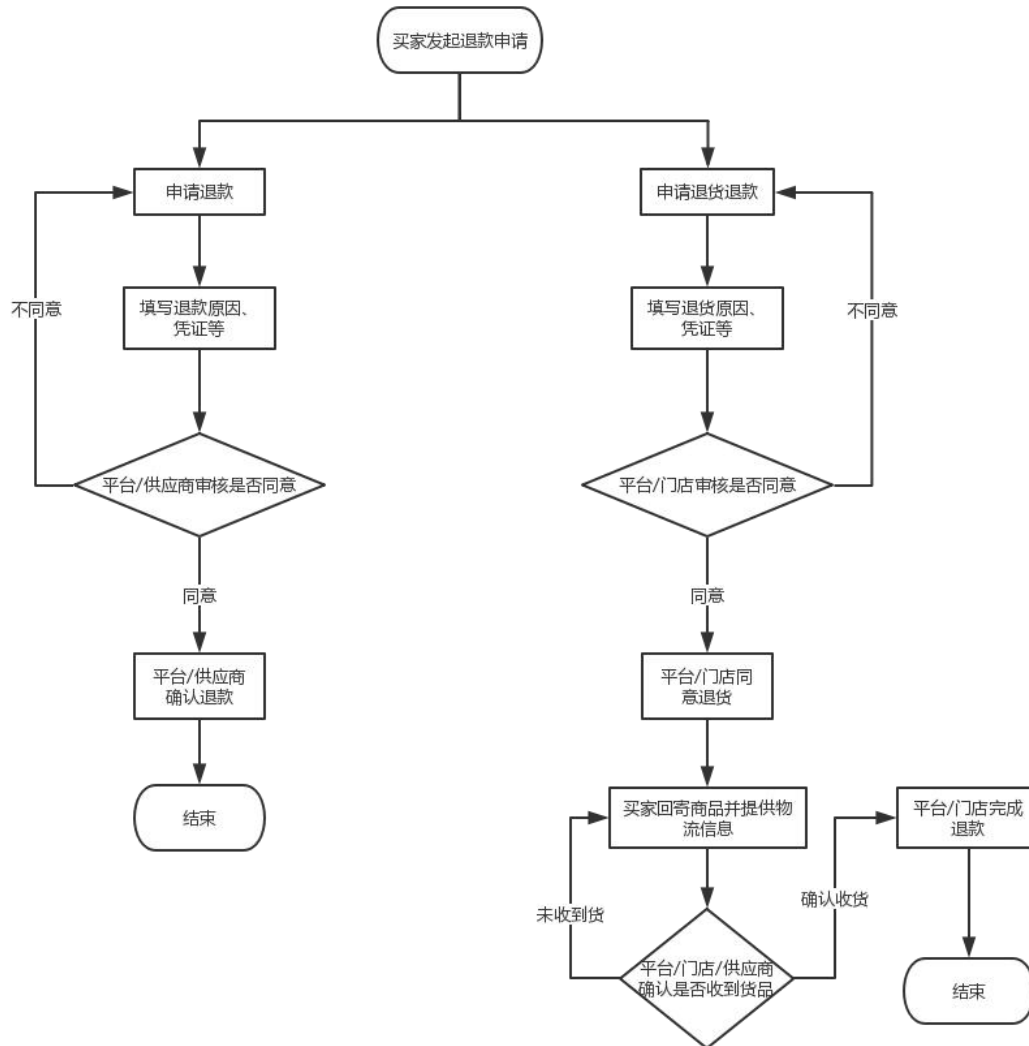 买家发起退款申请
申请退款
申请退货退款
不同意
填写退款原因、
凭证等
填写退货原因、
凭证等
不同意
平台/供应商审核是否同意
平台/门店审核是否同意
同意
同意
平台/供应商
确认退款
平台/门店同
意退货
结束
买家回寄商品并提供物
流信息
平台/门店完成
退款
未收到货
确认收货
平台/门店/供应商
确认是否收到货品
结束